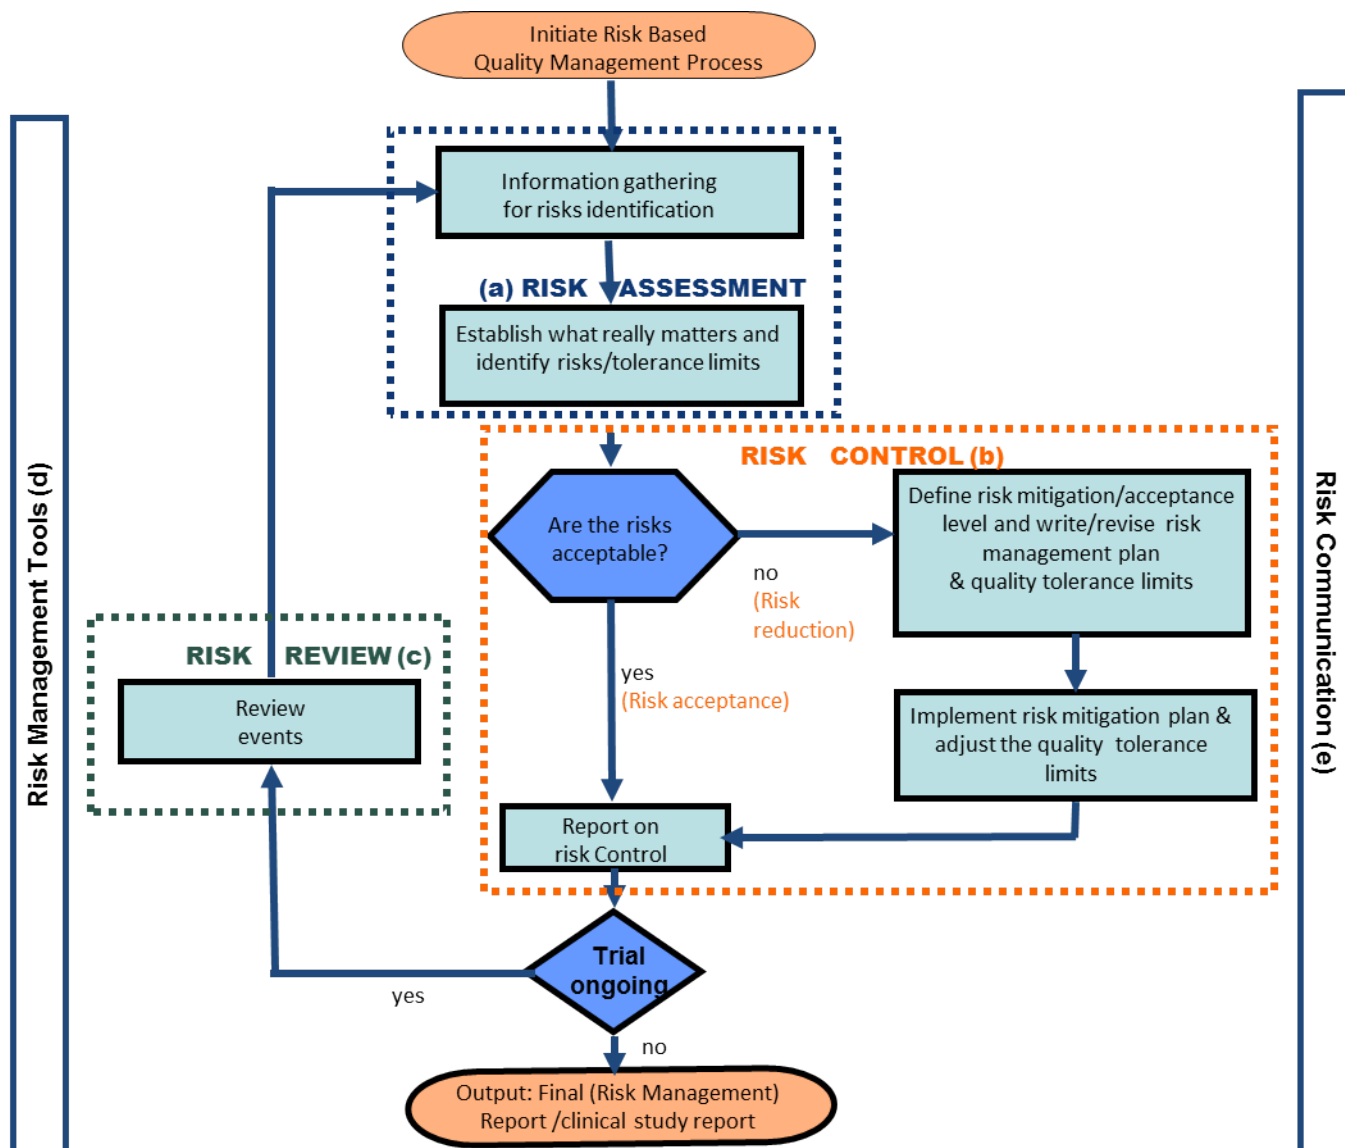 Initiate Risk Based
Quality Management Process
Information gathering
for risks identification
(a) RISK ASSESSMENT
Establish what really matters and
identify risks/tolerance limits
RISK CONTROL (b)
Are the risks
acceptable?
Define risk mitigation/acceptance
level and write/revise risk
management plan
& quality tolerance limits
no
(Risk
reduction)
yes
(Risk acceptance)
Implement risk mitigation plan &
adjust the quality tolerance
limits
Report on
risk Control
RISK REVIEW (c)
Review
events
Trial
ongoing
yes
no
Output: Final (Risk Management)
Report /clinical study report
Risk Management Tools (d)
Risk Communication (e)